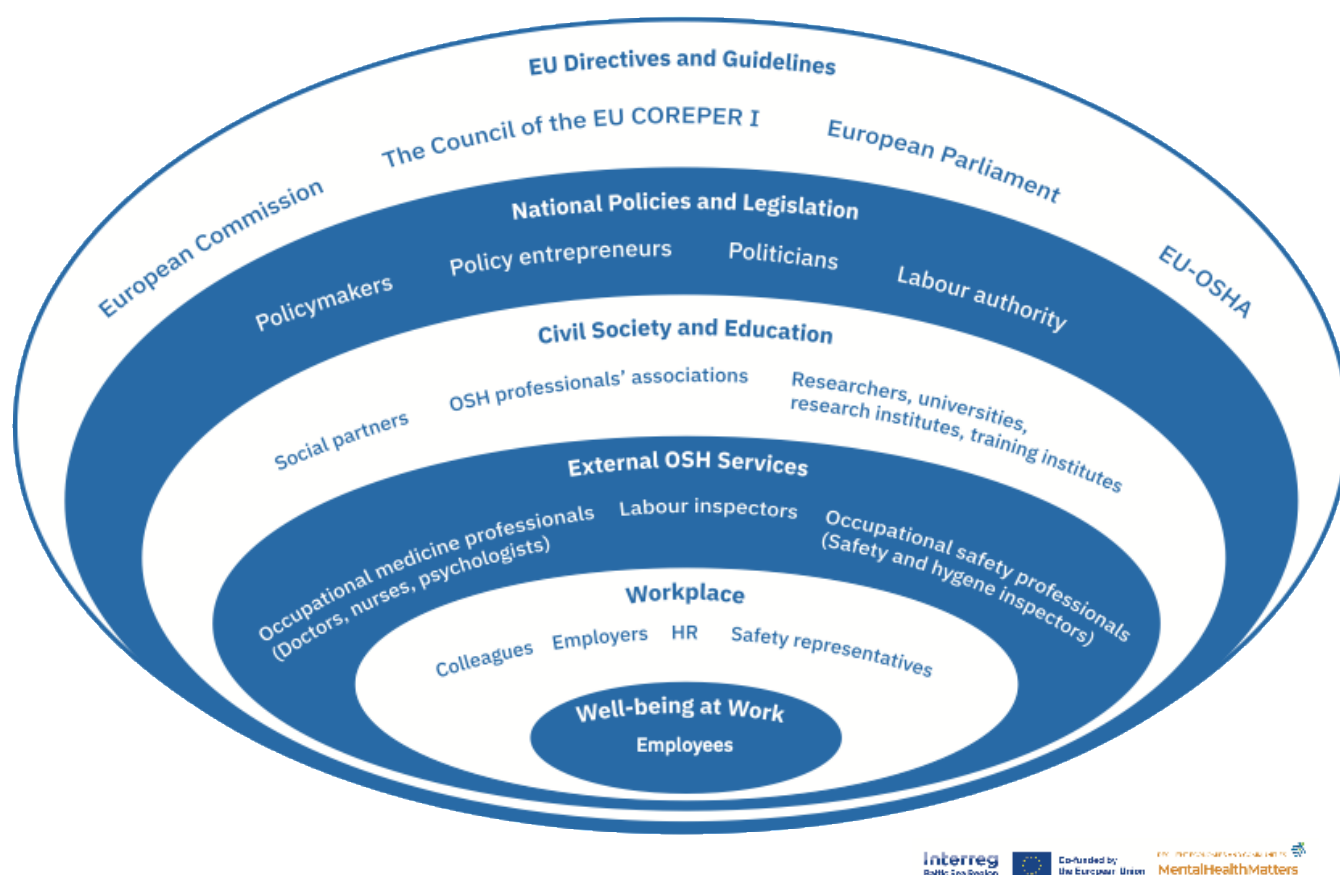 EU Directives and Guidelines
European Commission
The Council of the EU COREPER I
European Parliament
EU-OSHA
National Policies and Legislation
Policymakers
Policy entrepreneurs
Politicians
Labour authority
Civil Society and Education
Social partners
OSH professionals’ associations
Researchers, universities,
research institutes, training institutes
External OSH Services
Occupational medicine professionals
(Doctors, nurses, psychologists)
Labour inspectors
Occupational safety professionals
(Safety and hygene inspectors)
Workplace
Colleagues
Employers
HR
Safety representatives
Well-being at Work
Employees
Interreg
Baltic Sea Region
Co-funded by
the European Union
MentalHealthMatters